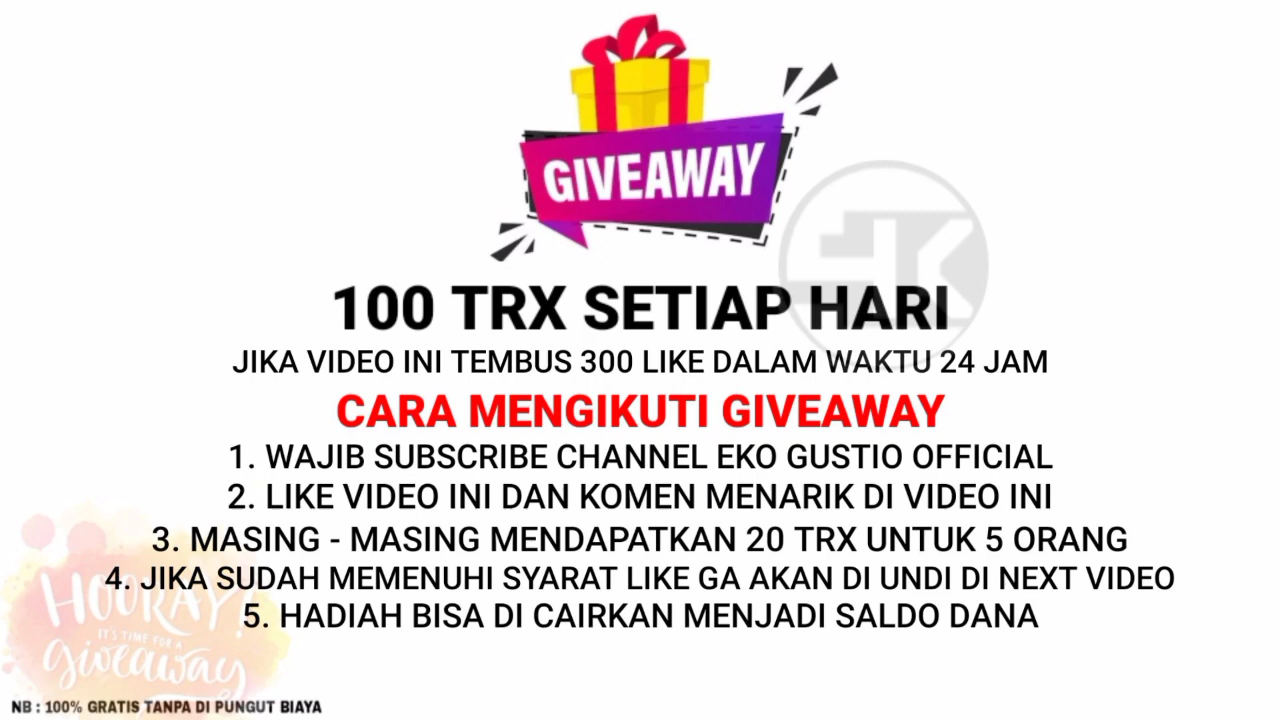 GIVEAWAY
100 TRX SETIAP HARI
JIKA VIDEO INI TEMBUS 300 LIKE DALAM WAKTU 24 JAM
CARA MENGIKUTI GIVEAWAY
1. WAJIB SUBSCRIBE CHANNEL EKO GUSTIO OFFICIAL
2. LIKE VIDEO INI DAN KOMEN MENARIK DI VIDEO INI
3. MASING - MASING MENDAPATKAN 20 TRX UNTUK 5 ORANG
4. JIKA SUDAH MEMENUHI SYARAT LIKE GA AKAN DI UNDI DI NEXT VIDEO
5. HADIAH BISA DI CAIRKAN MENJADI SALDO DANA
HOORAY!
IT'S TIME FOR A
giveaway
NB : 100% GRATIS TANPA DI PUNGUT BIAYA